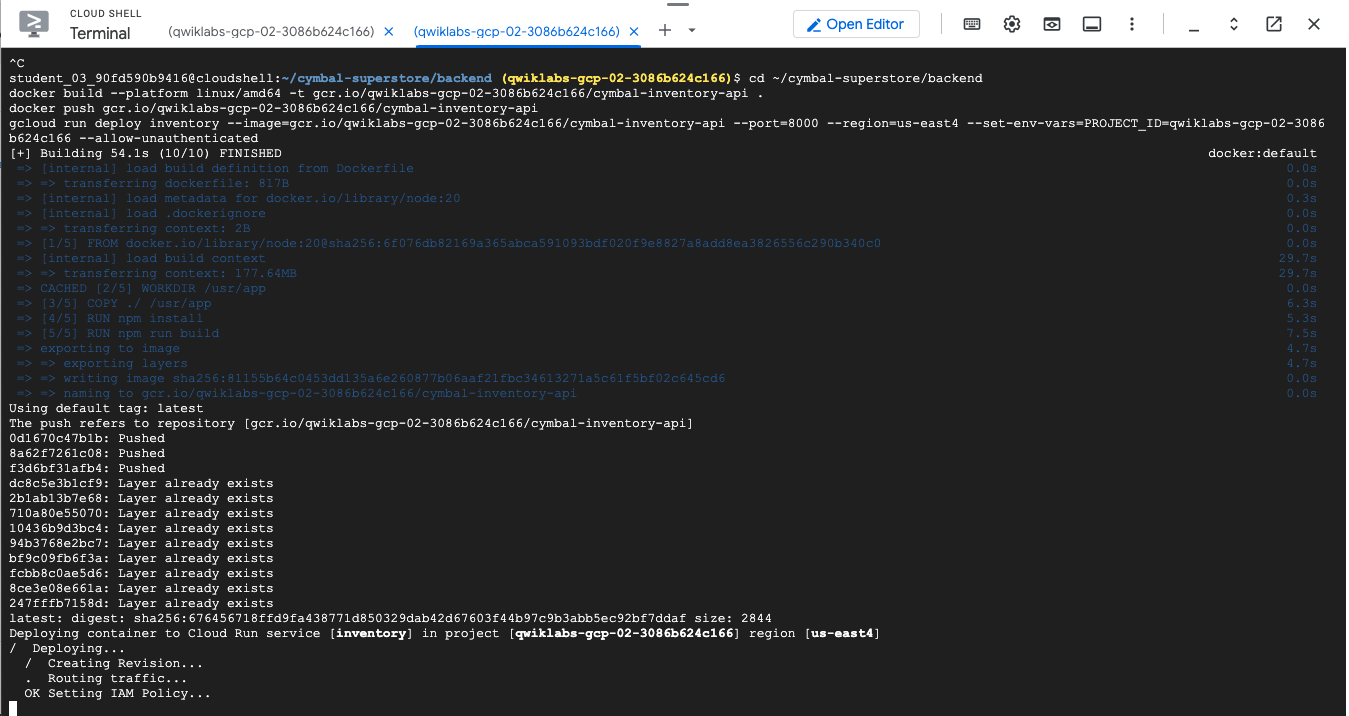 CLOUD SHELL
Terminal
(qwiklabs-gcp-02-3086b624c166)
(qwiklabs-gcp-02-3086b624c166)
Open Editor
^C
student_03_90fd590b9416@cloudshell:~/cymbal-superstore/backend (qwiklabs-gcp-02-3086b624c166)$ cd ~/cymbal-superstore/backend
docker build --platform linux/amd64 -t gcr.io/qwiklabs-gcp-02-3086b624c166/cymbal-inventory-api .
docker push gcr.io/qwiklabs-gcp-02-3086b624c166/cymbal-inventory-api
gcloud run deploy inventory --image=gcr.io/qwiklabs-gcp-02-3086b624c166/cymbal-inventory-api --port=8000 --region=us-east4 --set-env-vars=PROJECT_ID=qwiklabs-gcp-02-3086
b624c166 --allow-unauthenticated
[+] Building 54.1s (10/10) FINISHED docker:default
=> [internal] load build definition from Dockerfile 0.0s
=> => transferring dockerfile: 817B 0.0s
=> [internal] load metadata for docker.io/library/node:20 0.3s
=> [internal] load .dockerignore 0.0s
=> => transferring context: 2B 0.0s
=> [1/5] FROM docker.io/library/node:20@sha256:6f076db82169a365abca591093bdf020f9e8827a8add8ea3826556c290b340c0 0.0s
=> [internal] load build context 29.7s
=> => transferring context: 177.64MB 29.7s
=> CACHED [2/5] WORKDIR /usr/app 0.0s
=> [3/5] COPY ./ /usr/app 6.3s
=> [4/5] RUN npm install 5.3s
=> [5/5] RUN npm run build 7.5s
=> exporting to image 4.7s
=> => exporting layers 4.7s
=> => writing image sha256:81155b64c0453dd135a6e260877b06aaf21fbc34613271a5c61f5bf02c645cd6 0.0s
=> => naming to gcr.io/qwiklabs-gcp-02-3086b624c166/cymbal-inventory-api 0.0s
Using default tag: latest
The push refers to repository [gcr.io/qwiklabs-gcp-02-3086b624c166/cymbal-inventory-api]
0d1670c47b1b: Pushed
8a62f7261c08: Pushed
f3d6bf31afb4: Pushed
dc8c5e3b1cf9: Layer already exists
2b1ab13b7e68: Layer already exists
710a80e55070: Layer already exists
10436b9d3bc4: Layer already exists
94b3768e2bc7: Layer already exists
bf9c09fb6f3a: Layer already exists
fcbb8c0ae5d6: Layer already exists
8ce3e08e661a: Layer already exists
247fffb7158d: Layer already exists
latest: digest: sha256:676456718ffd9fa438771d850329dab42d67603f44b97c9b3abb5ec92bf7ddaf size: 2844
Deploying container to Cloud Run service [inventory] in project [qwiklabs-gcp-02-3086b624c166] region [us-east4]
/ Deploying...
/ Creating Revision...
. Routing traffic...
OK Setting IAM Policy...